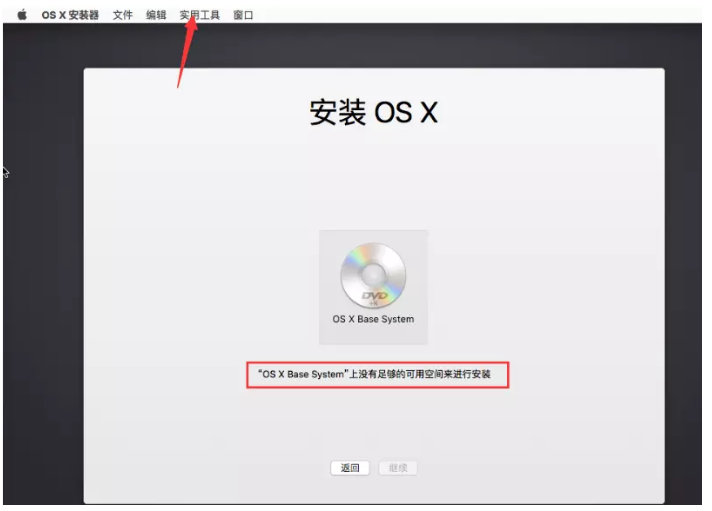 OS X 安装器 文件 编辑 实用工具 窗口
安装 OS X
DVD
+R
OS X Base System
“OS X Base System”上没有足够的可用空间来进行安装
返回 继续